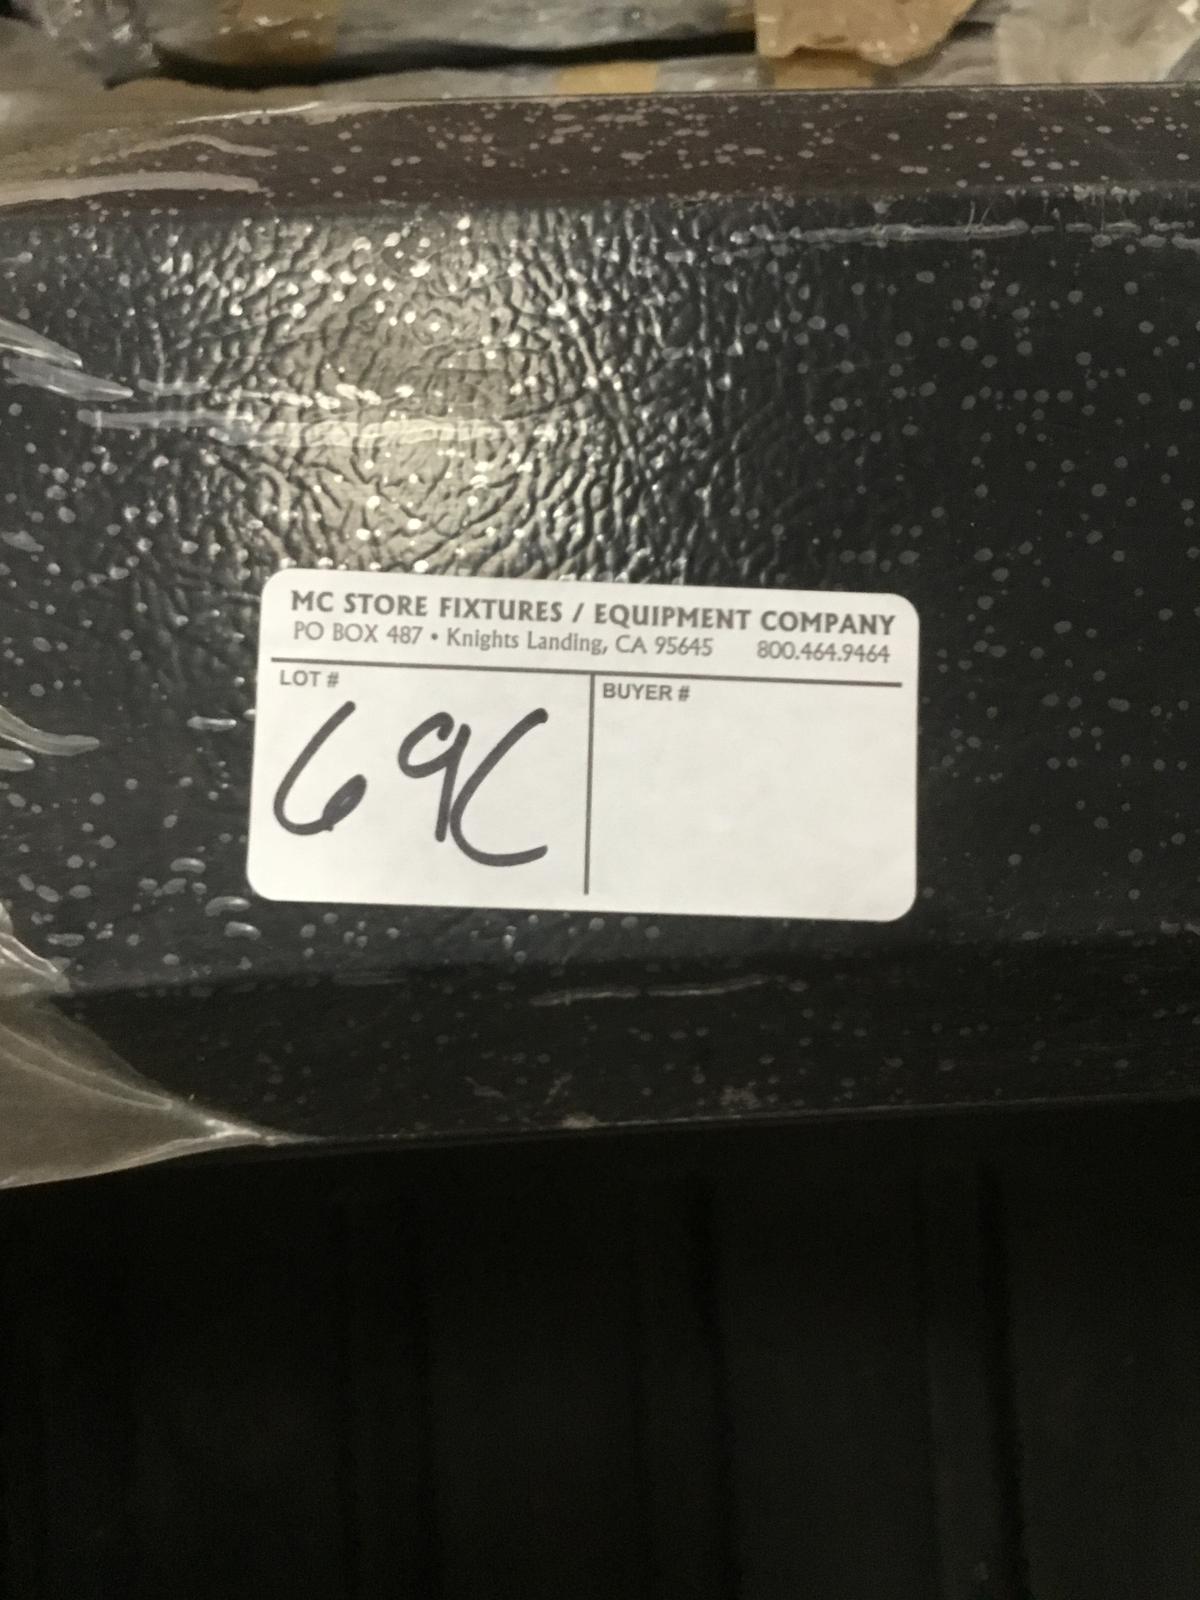 MC STORE FIXTURES / EQUIPMENT COMPANY
PO BOX 487 • Knights Landing, CA 95645 800.464.9464
LOT # BUYER #
69C